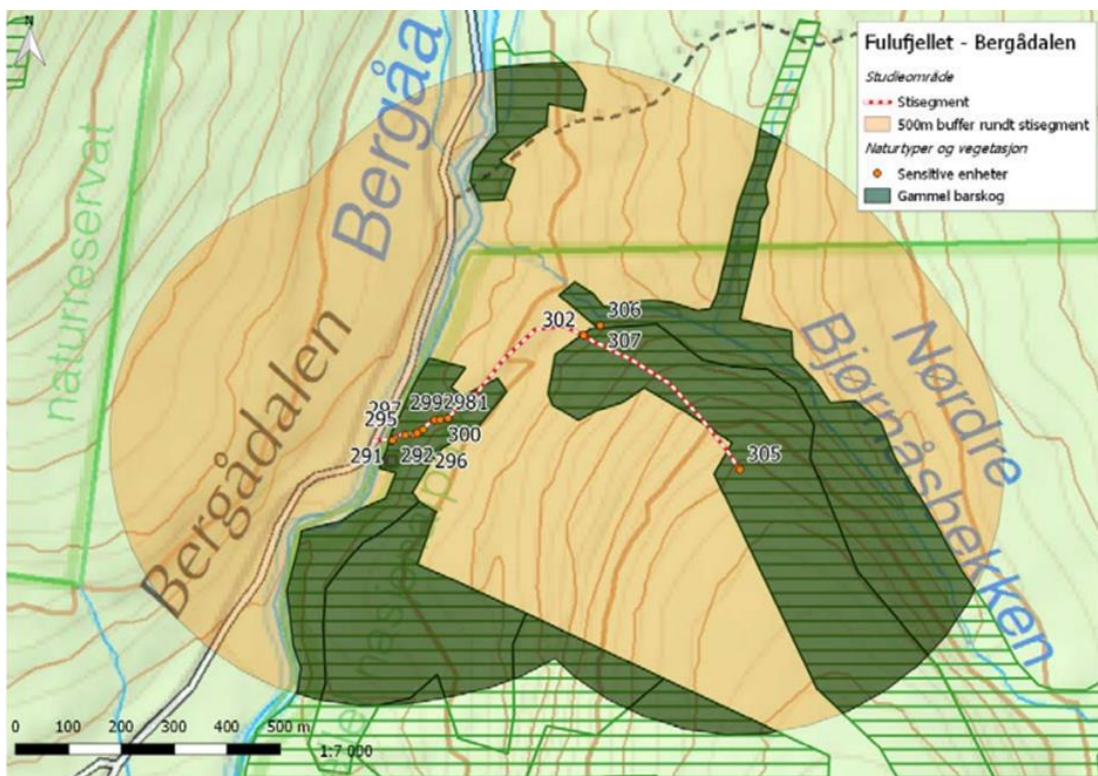 N
Fulufjellet - Bergådalen
Studieområde
Stisegment
500m buffer rundt stisegment
Naturtyper og vegetasjon
Sensitive enheter
Gammel barskog
Bergåa
naturreservat
Bergådalen
Nordre
Bjørnåsbekken
302
306
307
297
295
299
2981
300
291
292
296
305
0 100 200 300 400 500 m
1:7 000